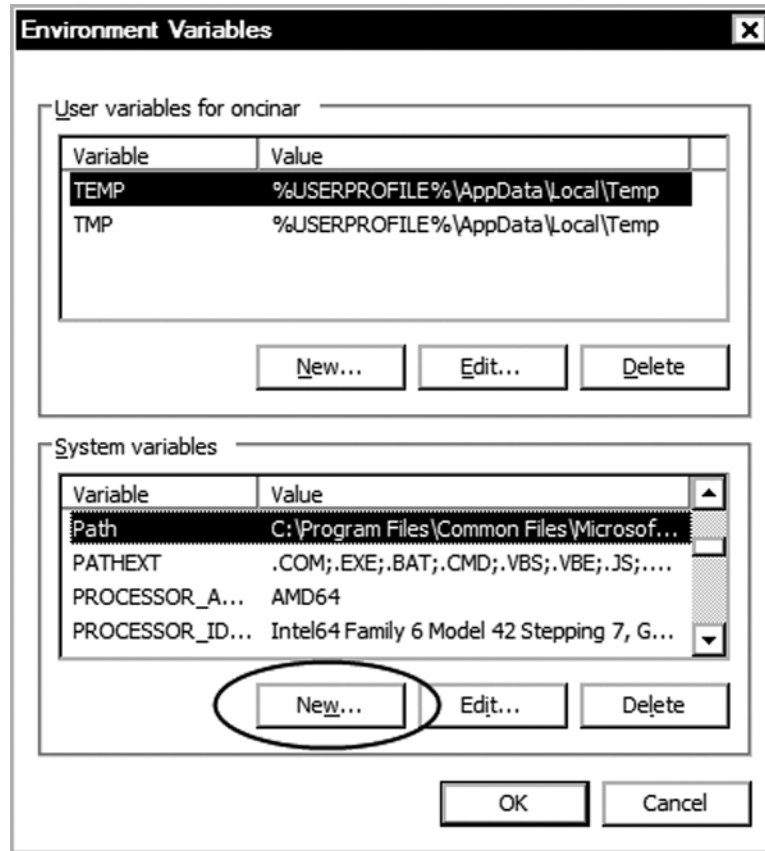 Environment Variables
User variables for oncinar
Variable Value
TEMP %USERPROFILE%\AppData\Local\Temp
TMP %USERPROFILE%\AppData\Local\Temp
New... Edit... Delete
System variables
Variable Value
Path C:\Program Files\Common Files\Microsof...
PATHEXT .COM;.EXE;.BAT;.CMD;.VBS;.VBE;.JS;....
PROCESSOR_A... AMD64
PROCESSOR_ID... Intel64 Family 6 Model 42 Stepping 7, G...
New... Edit... Delete
OK Cancel